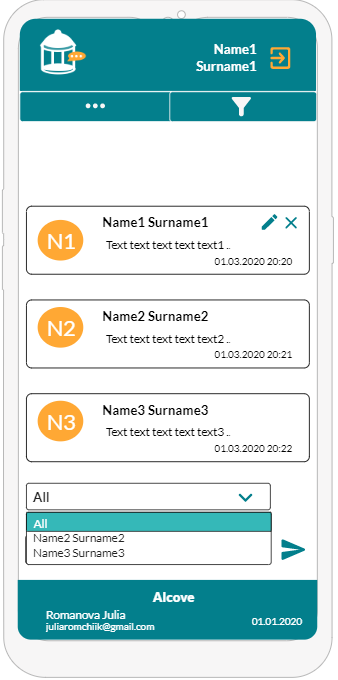 Name1
Surname1
N1
Name1 Surname1
Text text text text text1 ..
01.03.2020 20:20
N2
Name2 Surname2
Text text text text text2 ..
01.03.2020 20:21
N3
Name3 Surname3
Text text text text text3 ..
01.03.2020 20:22
All
All
Name2 Surname2
Name3 Surname3
Alcove
Romanova Julia
juliaromchiik@gmail.com
01.01.2020